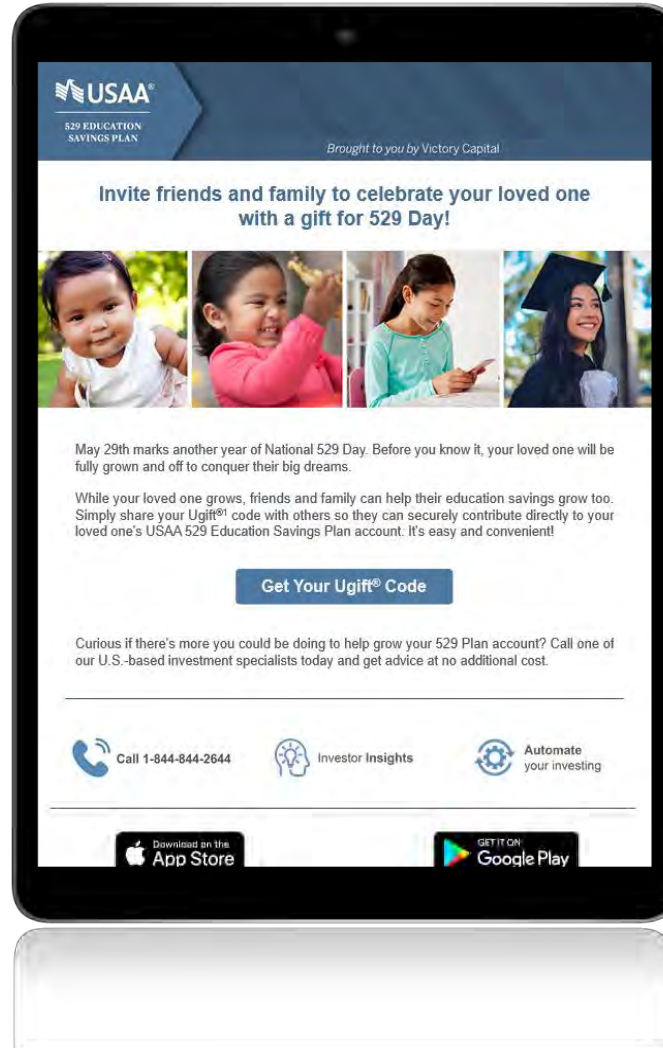 USAA®
529 EDUCATION
SAVINGS PLAN
Brought to you by Victory Capital
Invite friends and family to celebrate your loved one
with a gift for 529 Day!
May 29th marks another year of National 529 Day. Before you know it, your loved one will be
fully grown and off to conquer their big dreams.
While your loved one grows, friends and family can help their education savings grow too.
Simply share your Ugift®¹ code with others so they can securely contribute directly to your
loved one's USAA 529 Education Savings Plan account. It's easy and convenient!
Get Your Ugift® Code
Curious if there's more you could be doing to help grow your 529 Plan account? Call one of
our U.S.-based investment specialists today and get advice at no additional cost.
Call 1-844-844-2644
Investor Insights
Automate
your investing
Download on the
App Store
GET IT ON
Google Play